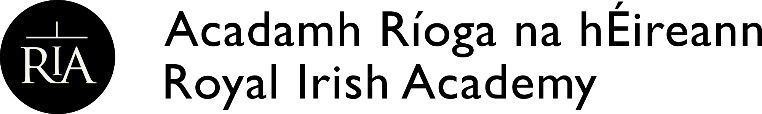 RIA
Acadamh Ríoga na hÉireann
Royal Irish Academy